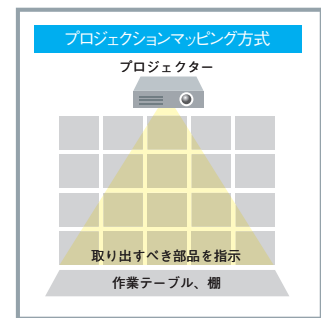 プロジェクションマッピング方式
プロジェクター
取り出すべき部品を指示
作業テーブル、棚